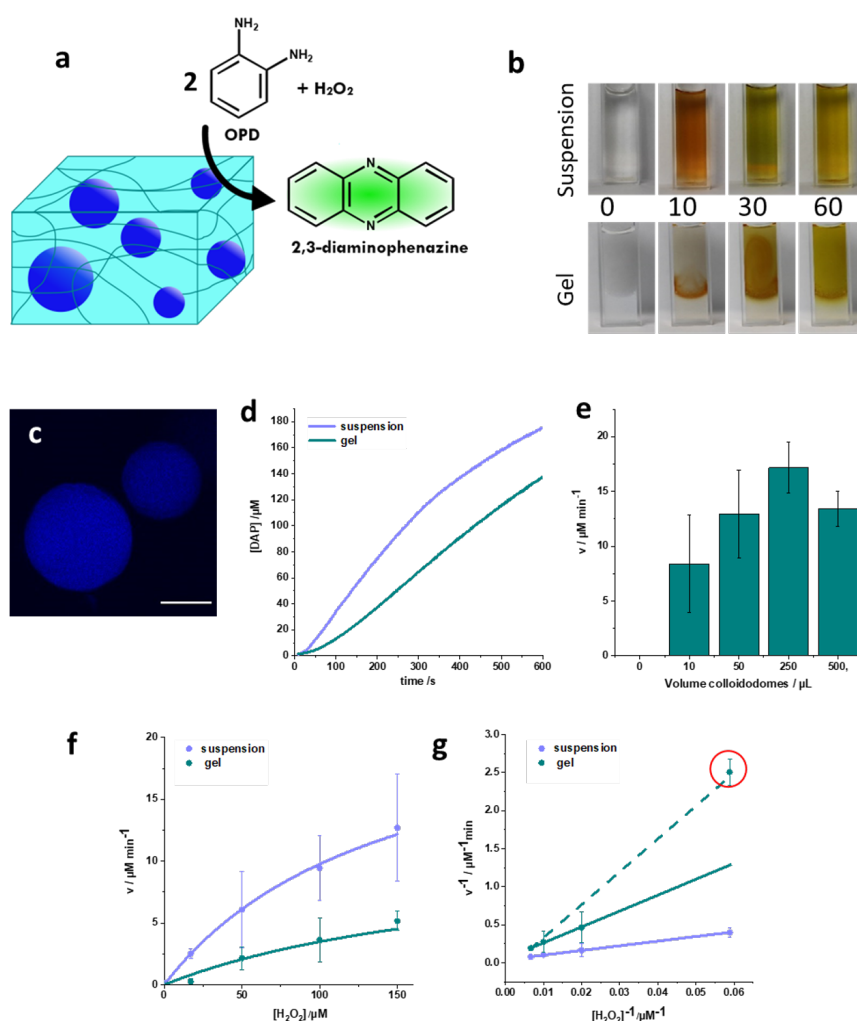 a
NH₂
NH₂
2
+ H₂O₂
OPD
N
N
2,3-diaminophenazine
b
Suspension
0 10 30 60
Gel
c
d
suspension
gel
180
160
140
120
100
80
60
40
20
0
100 200 300 400 500 600
[DAP] /µM
time /s
e
25
20
15
10
5
0
0 10 50 250 500,
v / µM min⁻¹
Volume colloidodomes / µL
f
suspension
gel
20
15
10
5
0
0 50 100 150
v / µM min⁻¹
[H₂O₂]/µM
g
suspension
gel
3.0
2.5
2.0
1.5
1.0
0.5
0.0
0.00 0.01 0.02 0.03 0.04 0.05 0.06
v⁻¹ / µM⁻¹min
[H₂O₂]⁻¹/µM⁻¹